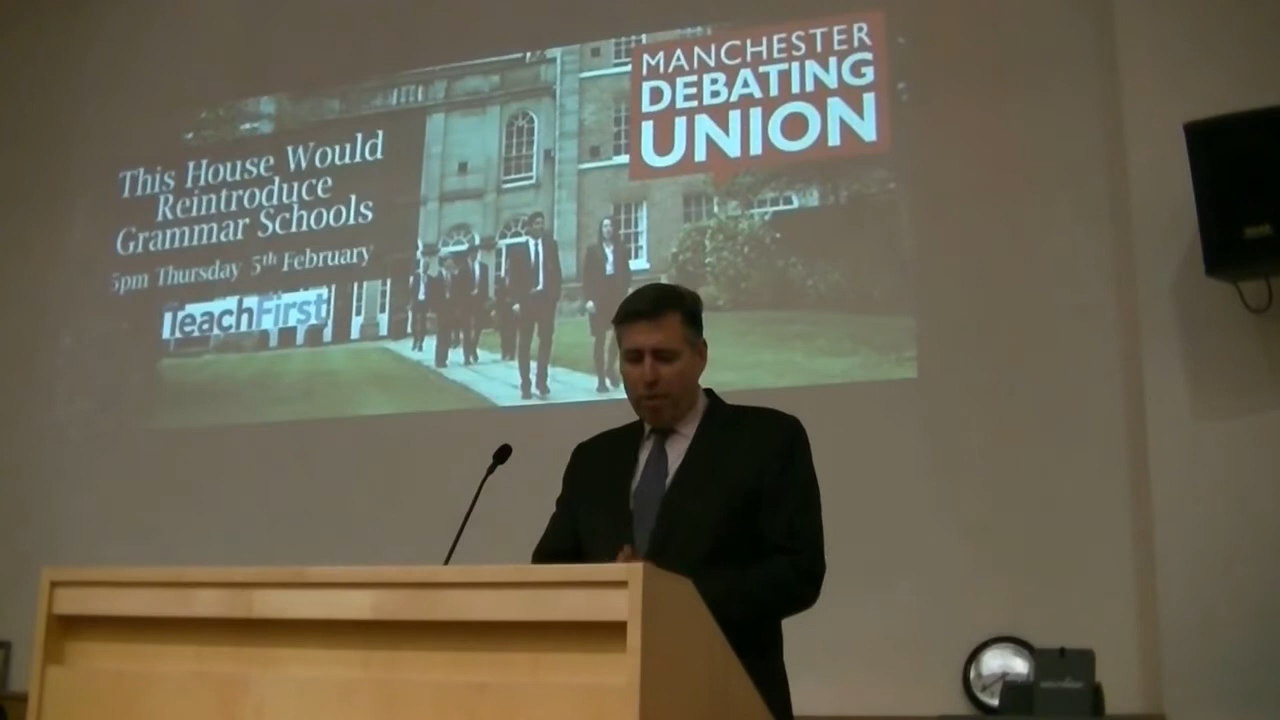 MANCHESTER
DEBATING
UNION
This House Would
Reintroduce
Grammar Schools
5pm Thursday 5th February
TeachFirst